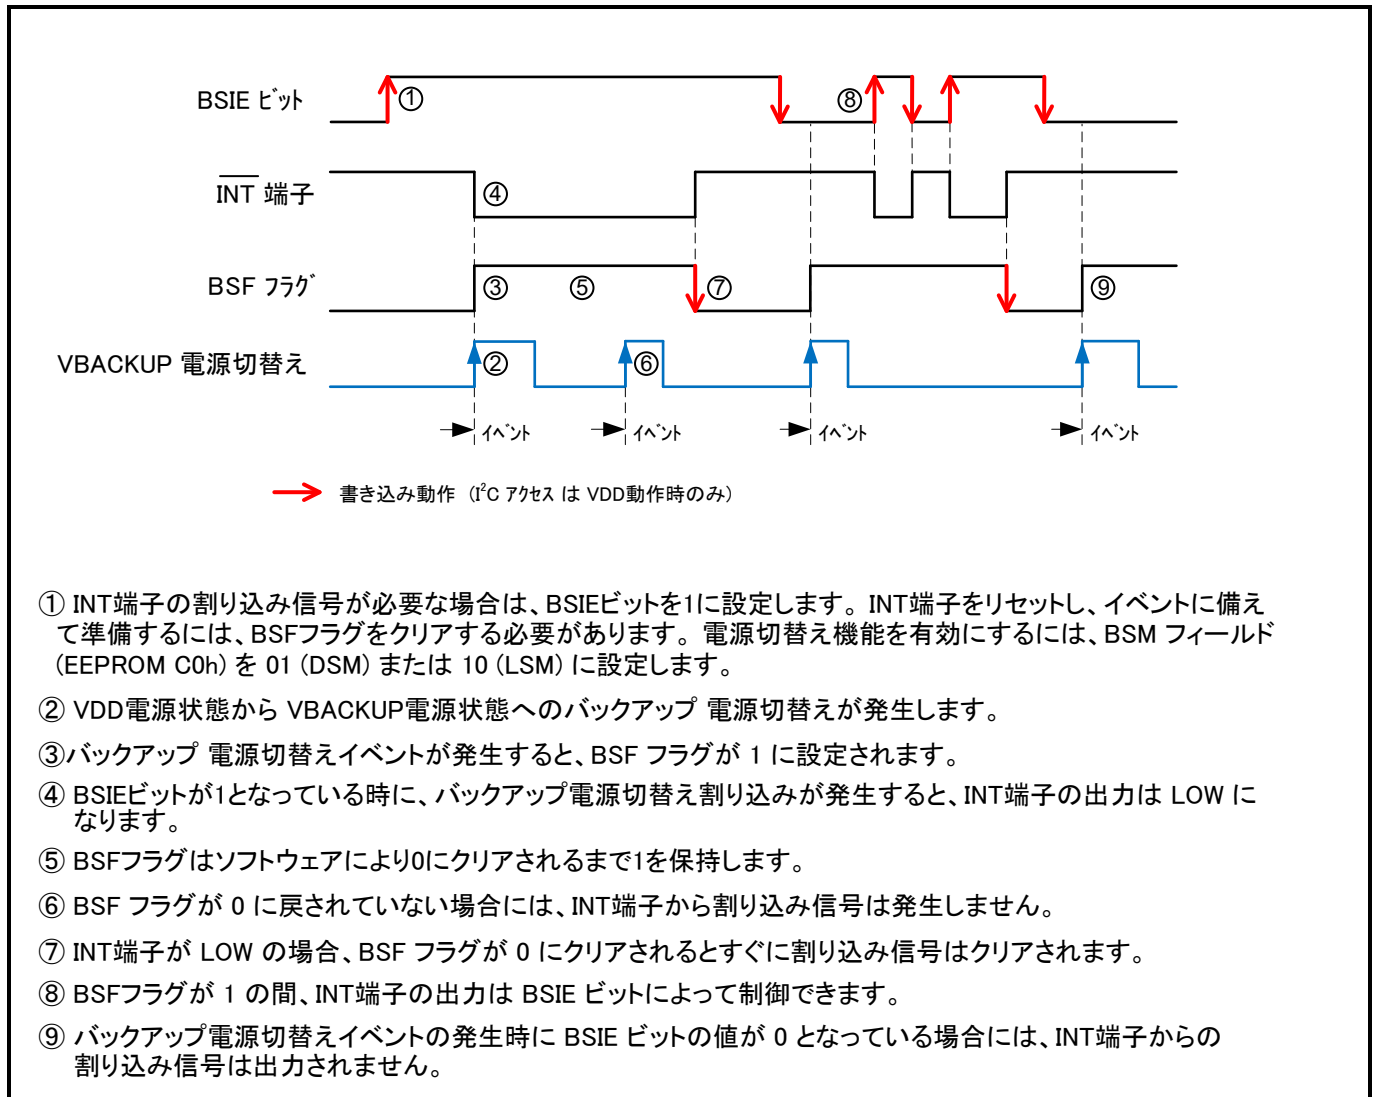 BSIE ビット
①
⑧
INT 端子
④
BSF フラグ
③
⑤
⑦
⑨
VBACKUP 電源切替え
②
⑥
イベント イベント イベント イベント
書き込み動作 (I²C アクセス は VDD動作時のみ)
① INT端子の割り込み信号が必要な場合は、BSIEビットを1に設定します。 INT端子をリセットし、イベントに備え
て準備するには、BSFフラグをクリアする必要があります。 電源切替え機能を有効にするには、BSM フィールド
(EEPROM C0h) を 01 (DSM) または 10 (LSM) に設定します。
② VDD電源状態から VBACKUP電源状態へのバックアップ 電源切替えが発生します。
③バックアップ 電源切替えイベントが発生すると、BSF フラグが 1 に設定されます。
④ BSIEビットが1となっている時に、バックアップ電源切替え割り込みが発生すると、INT端子の出力は LOW に
なります。
⑤ BSFフラグはソフトウェアにより0にクリアされるまで1を保持します。
⑥ BSF フラグが 0 に戻されていない場合には、INT端子から割り込み信号は発生しません。
⑦ INT端子が LOW の場合、BSF フラグが 0 にクリアされるとすぐに割り込み信号はクリアされます。
⑧ BSFフラグが 1 の間、INT端子の出力は BSIE ビットによって制御できます。
⑨ バックアップ電源切替えイベントの発生時に BSIE ビットの値が 0 となっている場合には、INT端子からの
割り込み信号は出力されません。